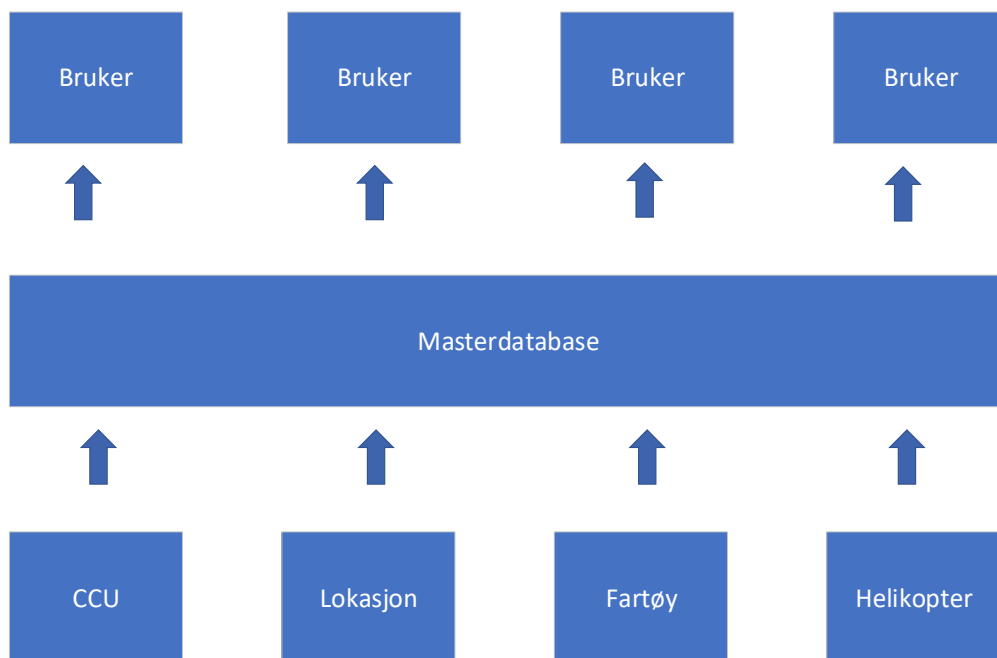 Bruker
Bruker
Bruker
Bruker
Masterdatabase
CCU
Lokasjon
Fartøy
Helikopter